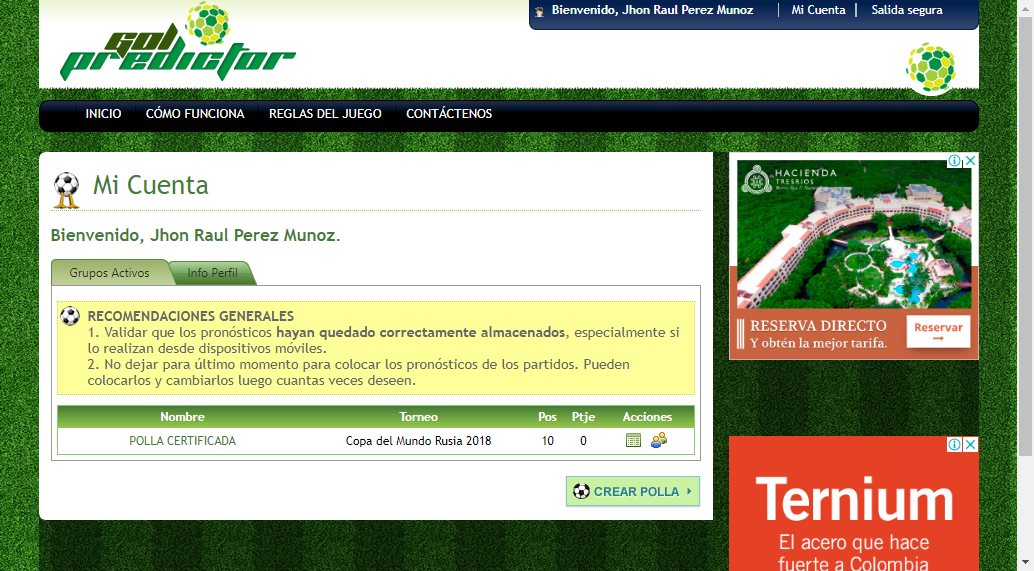 Gol
predictor
Bienvenido, Jhon Raul Perez Munoz | Mi Cuenta | Salida segura
INICIO CÓMO FUNCIONA REGLAS DEL JUEGO CONTÁCTENOS
Mi Cuenta
Bienvenido, Jhon Raul Perez Munoz.
Grupos Activos Info Perfil
RECOMENDACIONES GENERALES
1. Validar que los pronósticos hayan quedado correctamente almacenados, especialmente si
lo realizan desde dispositivos móviles.
2. No dejar para último momento para colocar los pronósticos de los partidos. Pueden
colocarlos y cambiarlos luego cuantas veces deseen.
Nombre Torneo Pos Ptje Acciones
POLLA CERTIFICADA Copa del Mundo Rusia 2018 10 0
CREAR POLLA
HACIENDA
TRESRIOS
RESERVA DIRECTO
Y obtén la mejor tarifa.
Reservar
Ternium
El acero que hace
fuerte a Colombia